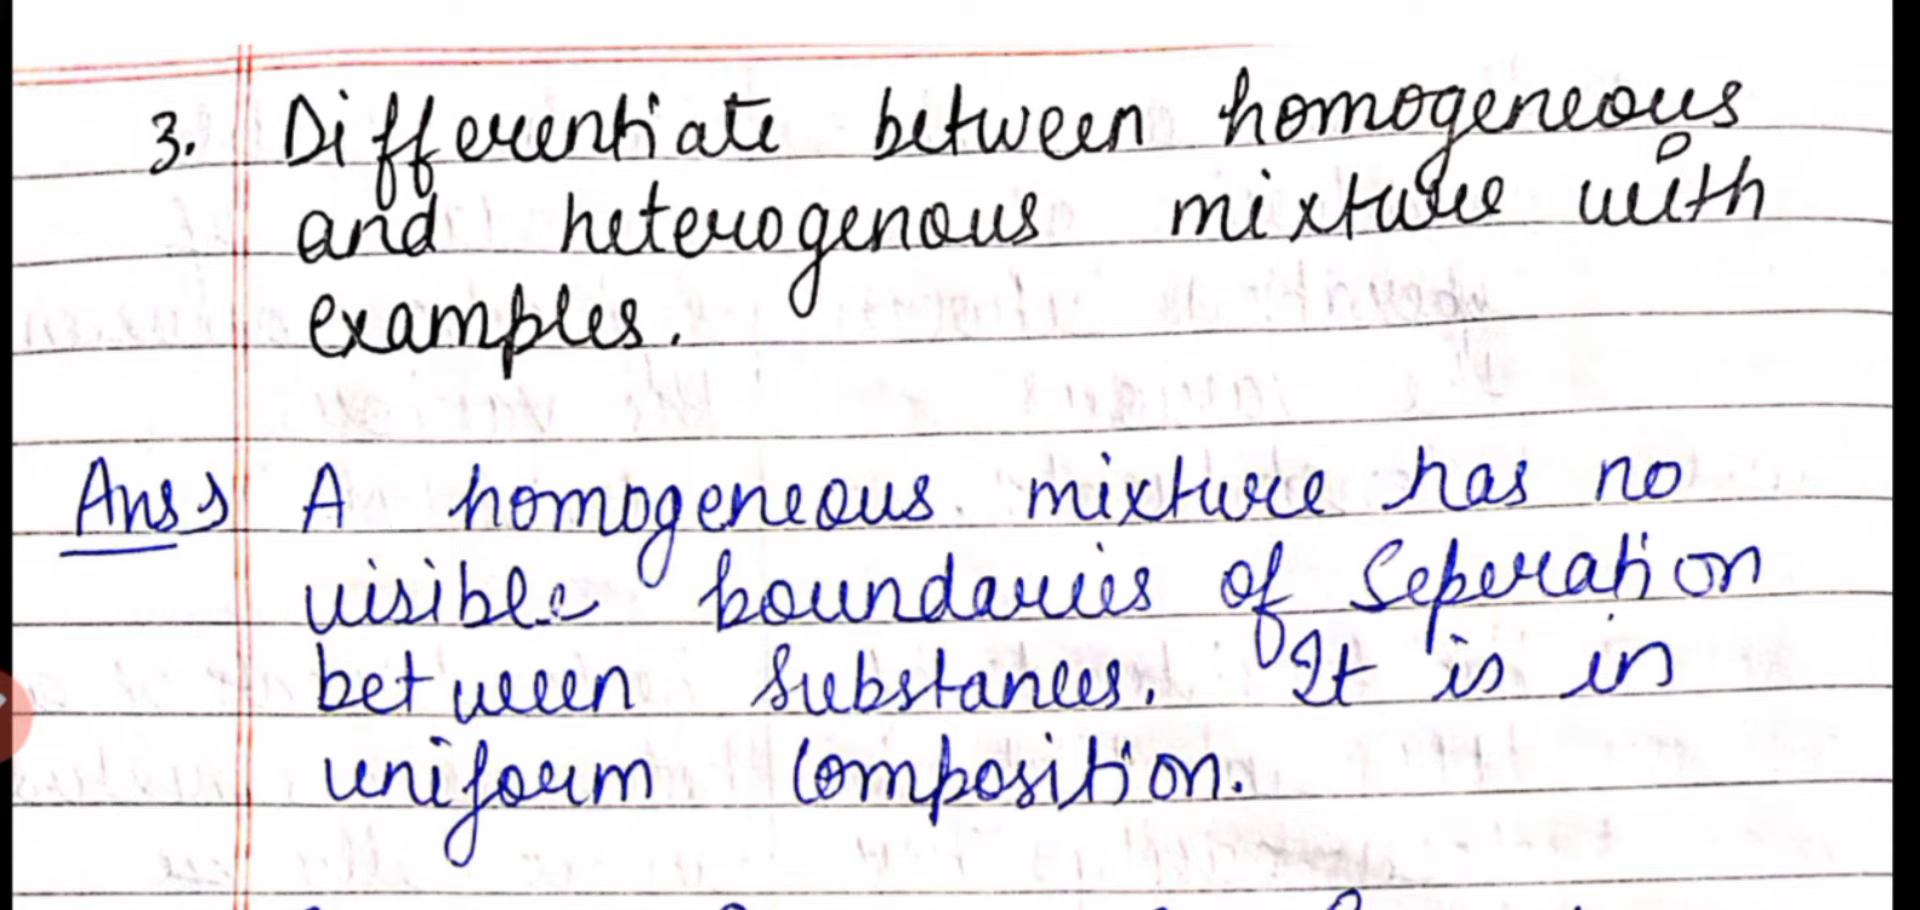 3. Differentiate between homogeneous
and heterogenous mixture with
examples.
Ans) A homogeneous mixture has no
visible boundaries of Seperation
between substances. It is in
uniform composition.